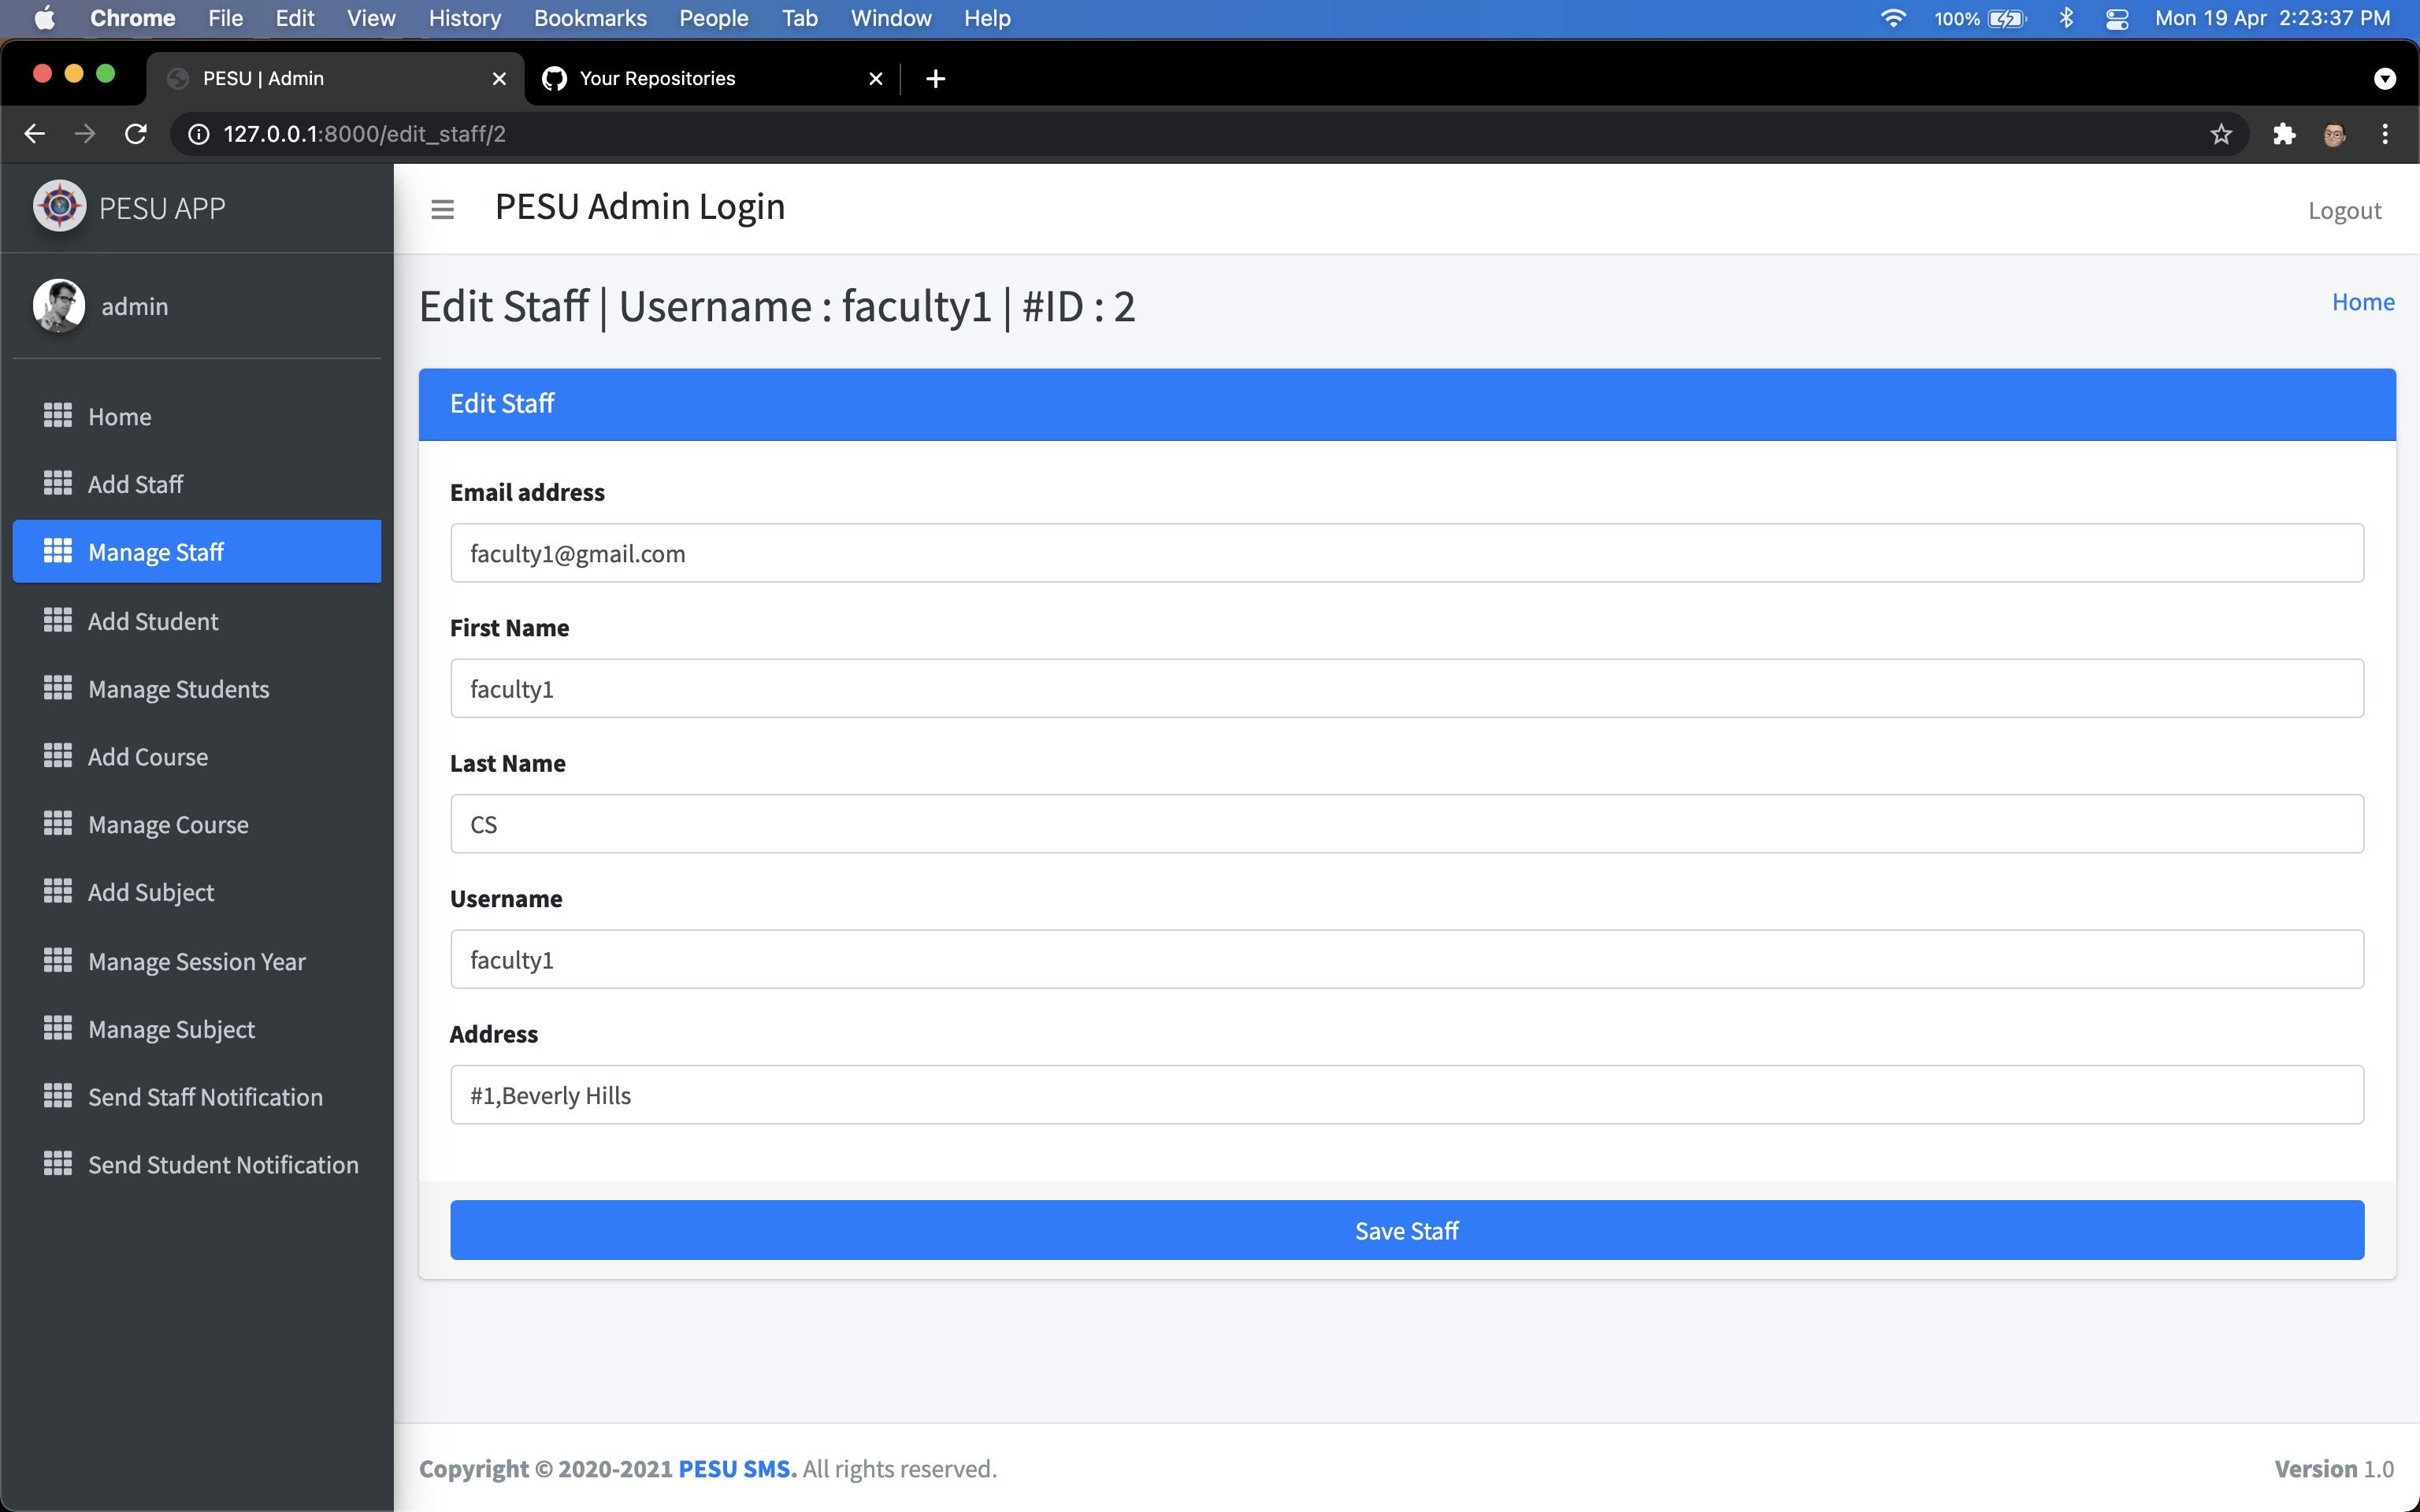 Chrome File Edit View History Bookmarks People Tab Window Help 100% Mon 19 Apr 2:23:37 PM
PESU | Admin Your Repositories
127.0.0.1:8000/edit_staff/2
PESU APP
admin
Home
Add Staff
Manage Staff
Add Student
Manage Students
Add Course
Manage Course
Add Subject
Manage Session Year
Manage Subject
Send Staff Notification
Send Student Notification
PESU Admin Login Logout
Edit Staff | Username : faculty1 | #ID : 2 Home
Edit Staff
Email address
faculty1@gmail.com
First Name
faculty1
Last Name
CS
Username
faculty1
Address
#1,Beverly Hills
Save Staff
Copyright © 2020-2021 PESU SMS. All rights reserved. Version 1.0